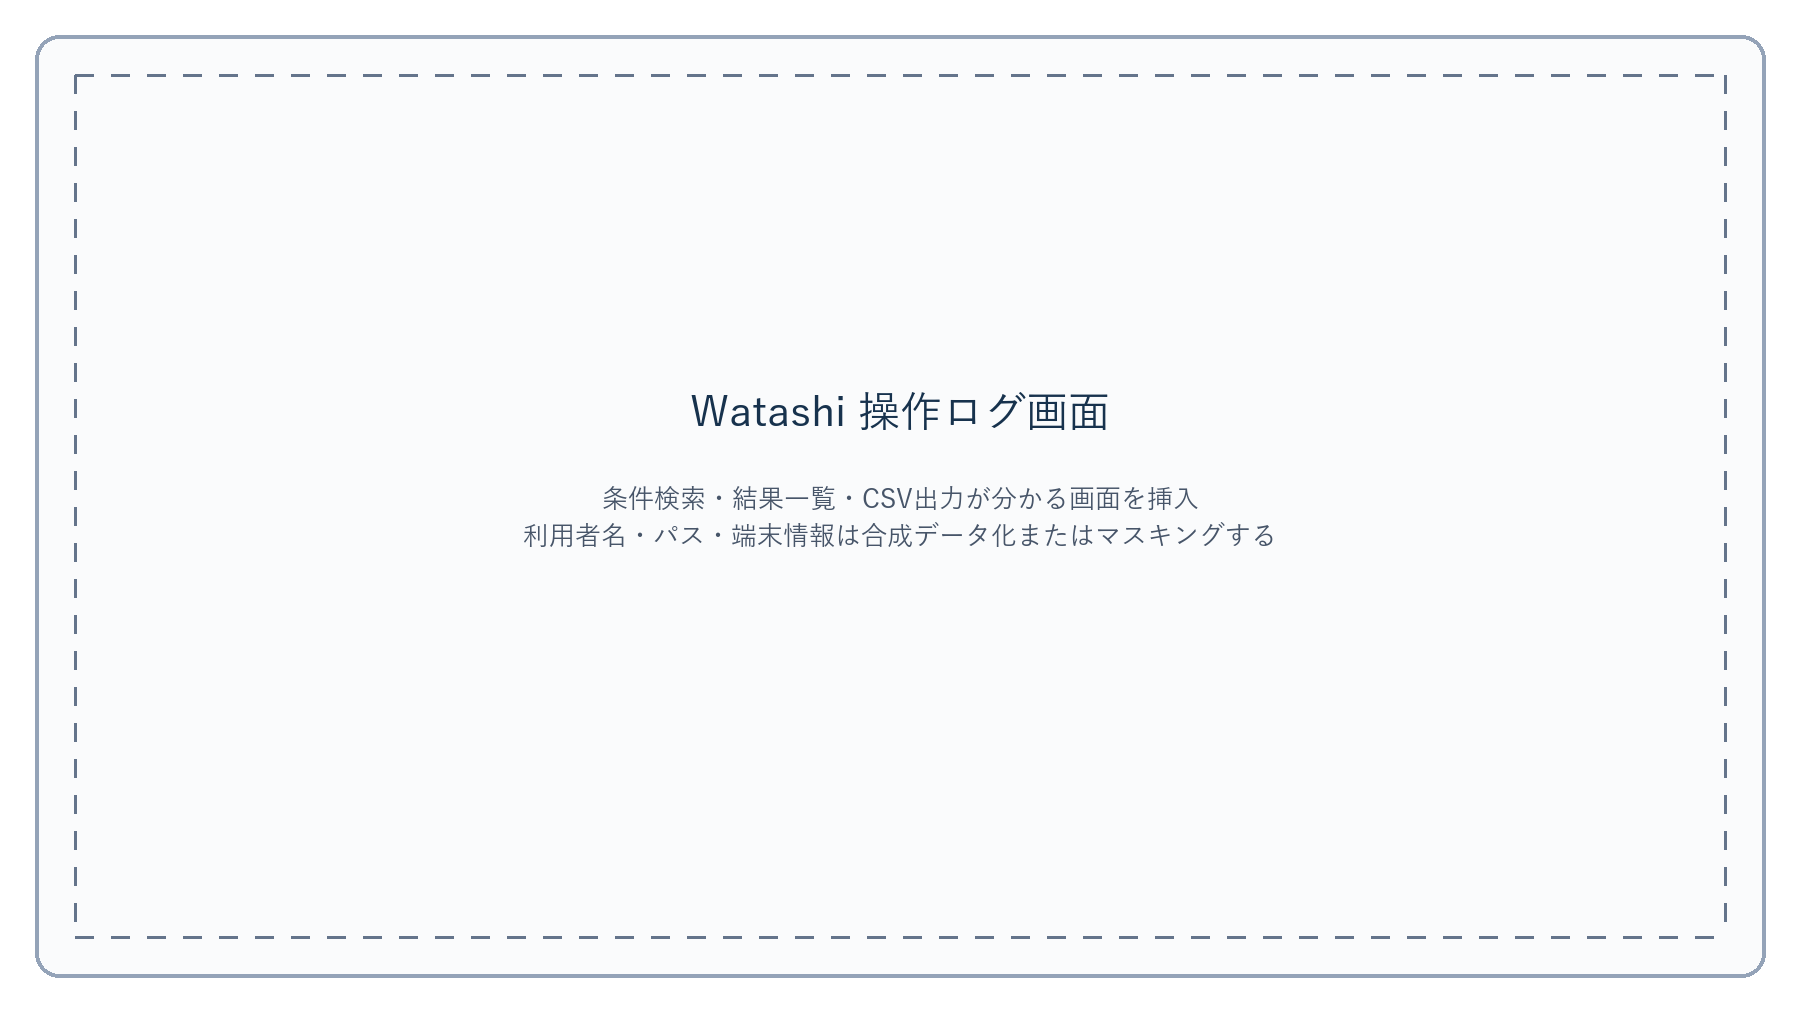 Watashi 操作ログ画面
条件検索・結果一覧・CSV出力が分かる画面を挿入
利用者名・パス・端末情報は合成データ化またはマスキングする